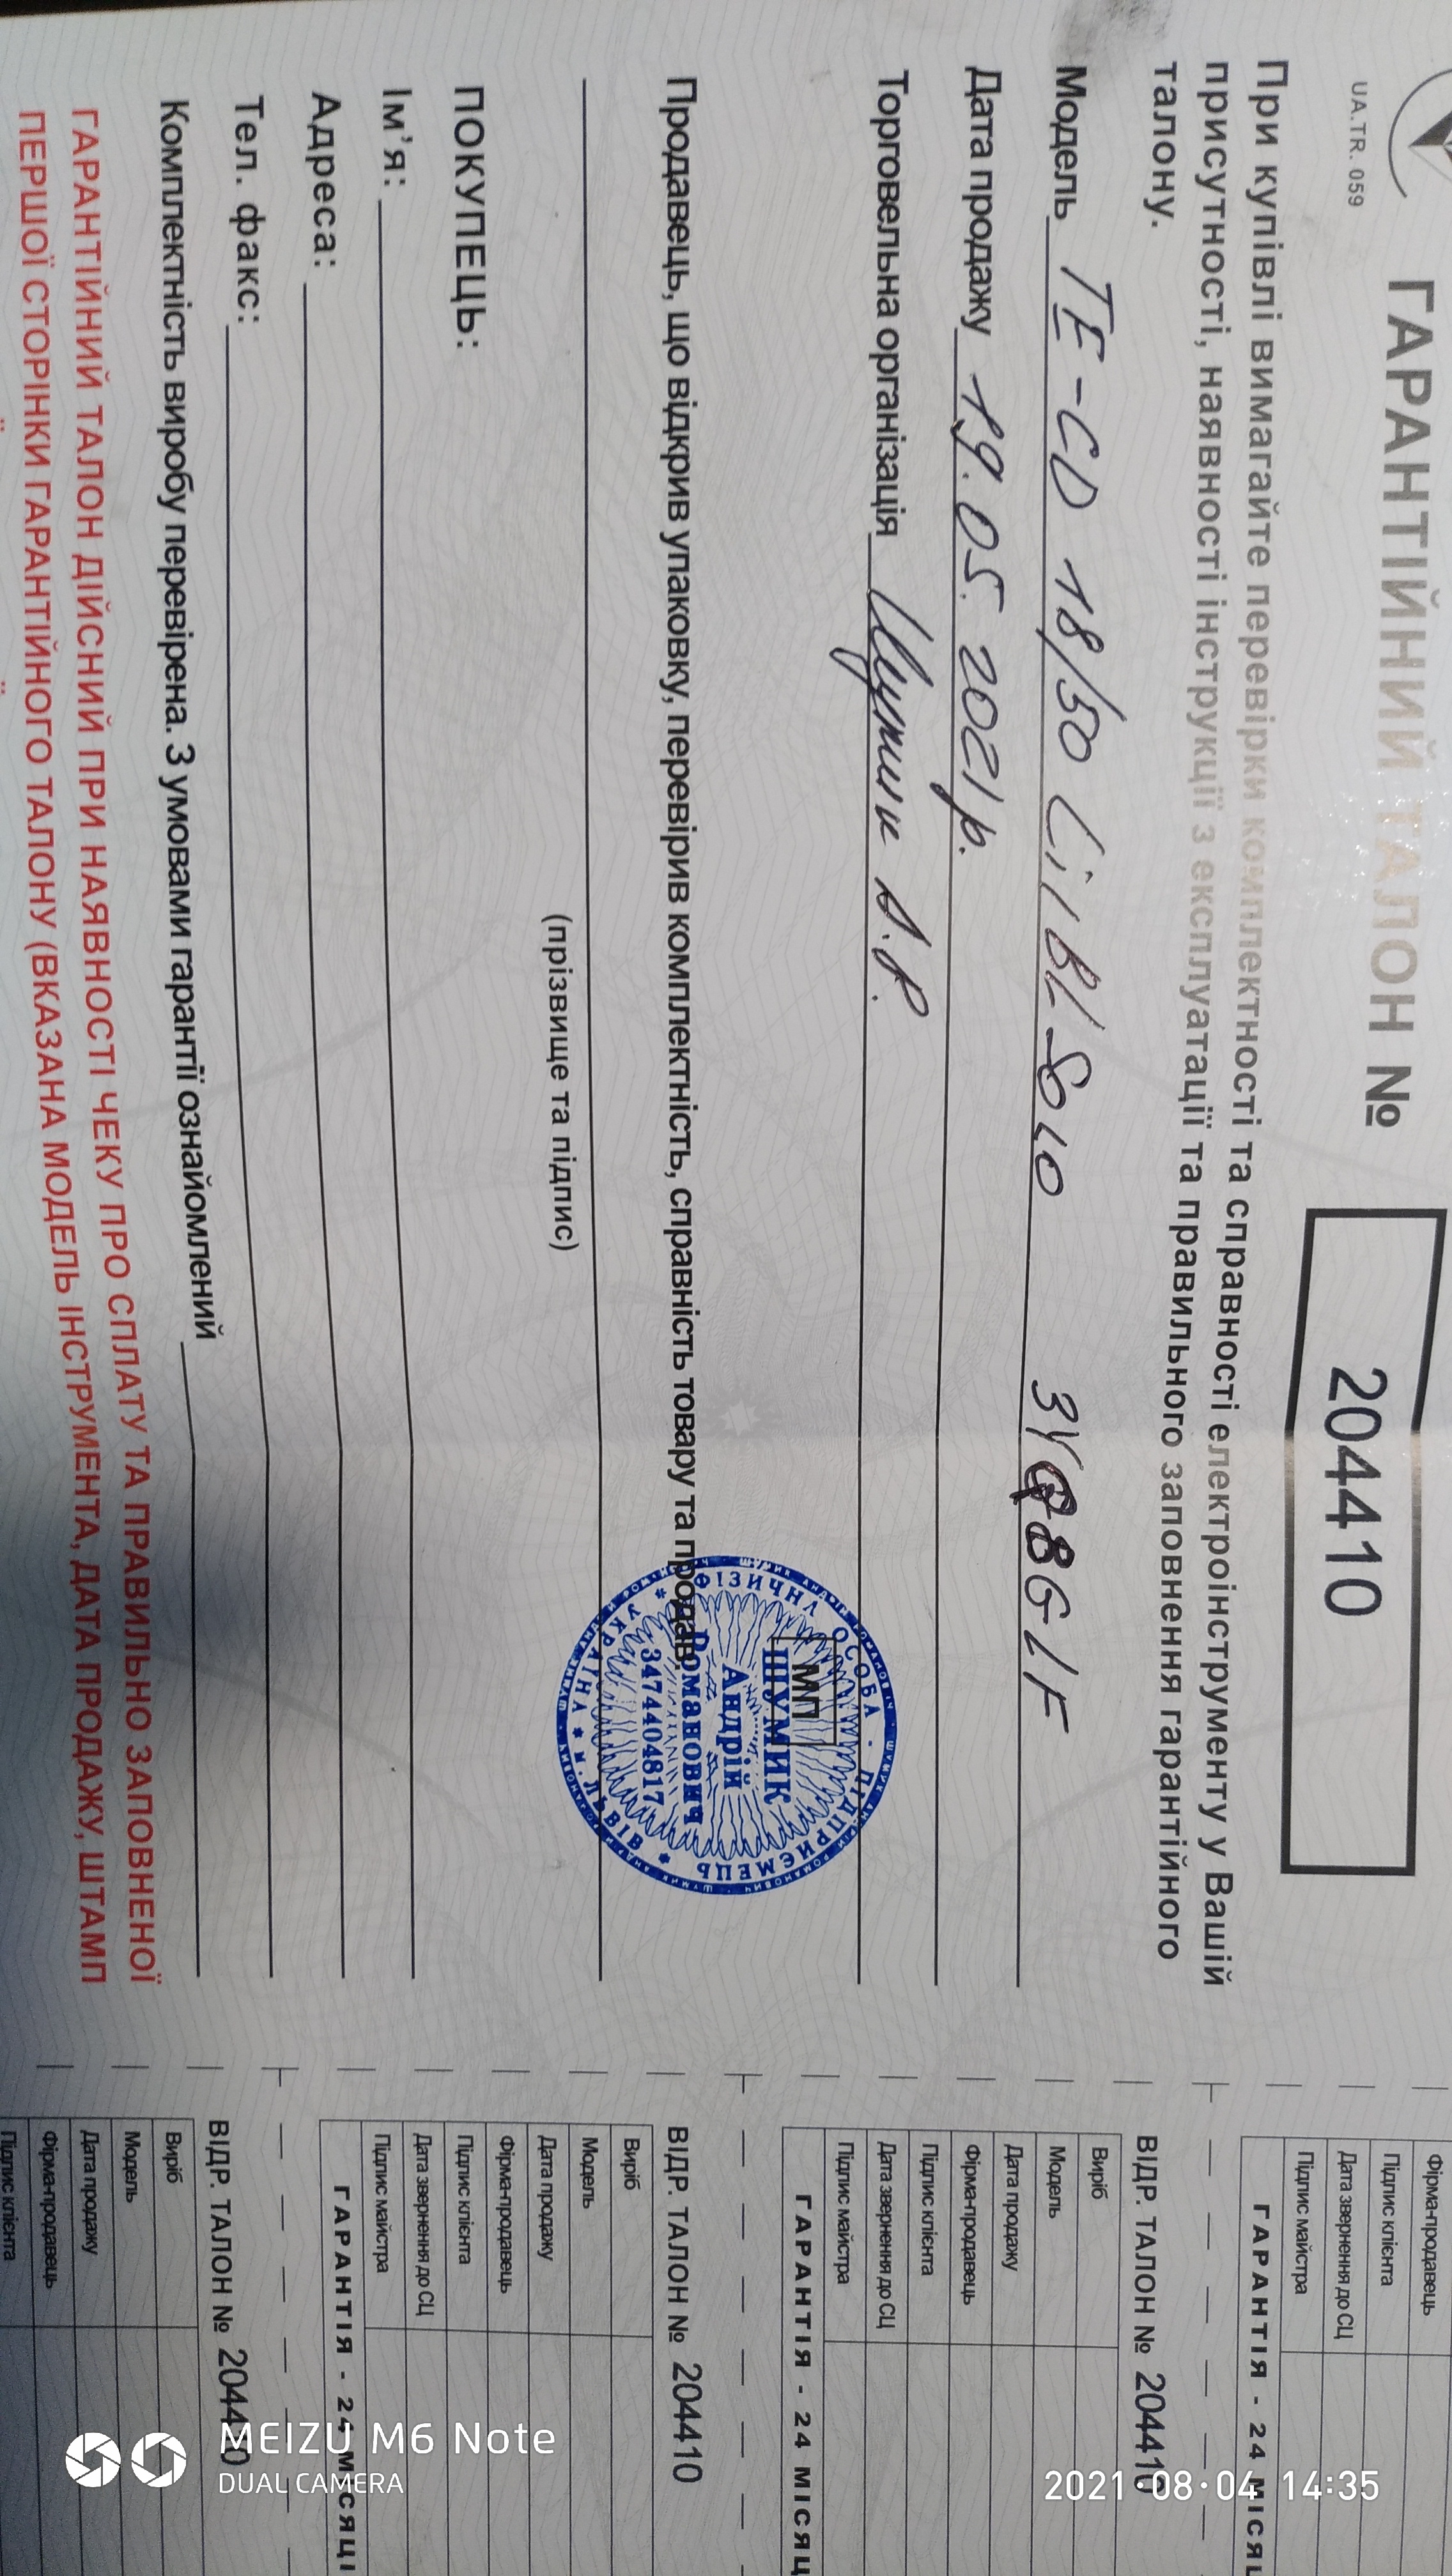 UA.TR. 059
ГАРАНТІЙНИЙ ТАЛОН № 204410
При купівлі вимагайте перевірки комплектності та справності електроінструменту у Вашій
присутності, наявності інструкції з експлуатації та правильного заповнення гарантійного
талону.
Модель TE-CD 18/50 Li-i BL SOLO
Дата продажу 19.05.2021р.
Торговельна організація Шумик А.Р.
Продавець, що відкрив упаковку, перевірив комплектність, справність товару та продав:
МП
ФІЗИЧНА ОСОБА - ПІДПРИЄМЕЦЬ
ШУМИК
Андрій
Романович
3474404817
УКРАЇНА * м. ЛЬВІВ *
(прізвище та підпис)
ПОКУПЕЦЬ:
Ім'я:
Адреса:
Тел. факс:
Комплектність виробу перевірена. З умовами гарантії ознайомлений
ГАРАНТІЙНИЙ ТАЛОН ДІЙСНИЙ ПРИ НАЯВНОСТІ ЧЕКУ ПРО СПЛАТУ ТА ПРАВИЛЬНО ЗАПОВНЕНОЇ
ПЕРШОЇ СТОРІНКИ ГАРАНТІЙНОГО ТАЛОНУ (ВКАЗАНА МОДЕЛЬ ІНСТРУМЕНТА, ДАТА ПРОДАЖУ, ШТАМП
Фірма-продавець
Підпис клієнта
Дата звернення до СЦ
Підпис майстра
ГАРАНТІЯ - 24 МІСЯЦ
ВІДР. ТАЛОН № 204410
Виріб
Модель
Дата продажу
Фірма-продавець
Підпис клієнта
Дата звернення до СЦ
Підпис майстра
ГАРАНТІЯ - 24 МІСЯЦ
ВІДР. ТАЛОН № 204410
Виріб
Модель
Дата продажу
Фірма-продавець
Підпис клієнта
Дата звернення до СЦ
Підпис майстра
ГАРАНТІЯ - 24 МІСЯЦІ
ВІДР. ТАЛОН № 204410
Виріб
Модель
Дата продажу
Фірма-продавець
Підпис клієнта
MEIZU M6 Note
DUAL CAMERA
2021·08·04 14:35